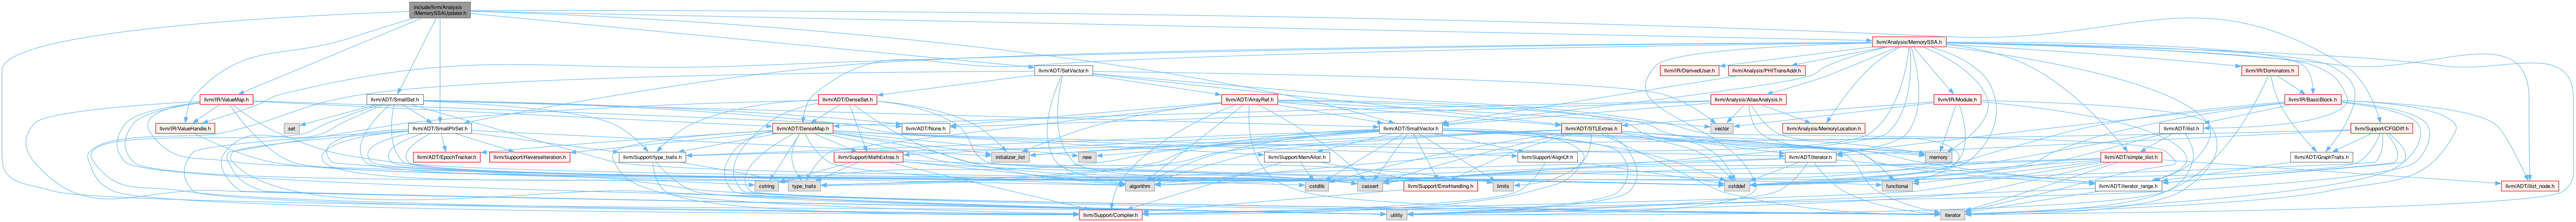 include/llvm/Analysis
/MemorySSAUpdater.h
llvm/Analysis/MemorySSA.h
llvm/ADT/SetVector.h
llvm/IR/DerivedUser.h
llvm/Analysis/PHITransAddr.h
llvm/IR/Dominators.h
llvm/IR/ValueMap.h
llvm/ADT/SmallSet.h
llvm/ADT/DenseSet.h
llvm/ADT/ArrayRef.h
llvm/Analysis/AliasAnalysis.h
llvm/IR/Module.h
llvm/IR/BasicBlock.h
llvm/IR/ValueHandle.h
set
llvm/ADT/SmallPtrSet.h
llvm/ADT/DenseMap.h
llvm/ADT/None.h
llvm/ADT/SmallVector.h
llvm/ADT/STLExtras.h
vector
llvm/Analysis/MemoryLocation.h
llvm/ADT/ilist.h
llvm/Support/CFGDiff.h
llvm/ADT/EpochTracker.h
llvm/Support/ReverseIteration.h
llvm/Support/type_traits.h
llvm/Support/MathExtras.h
initializer_list
new
llvm/Support/MemAlloc.h
llvm/Support/AlignOf.h
llvm/ADT/iterator.h
memory
llvm/ADT/simple_list.h
llvm/ADT/GraphTraits.h
cstring
type_traits
algorithm
cstdlib
cassert
llvm/Support/ErrorHandling.h
limits
cstddef
functional
llvm/ADT/iterator_range.h
llvm/ADT/ilist_node.h
llvm/Support/Compiler.h
utility
iterator